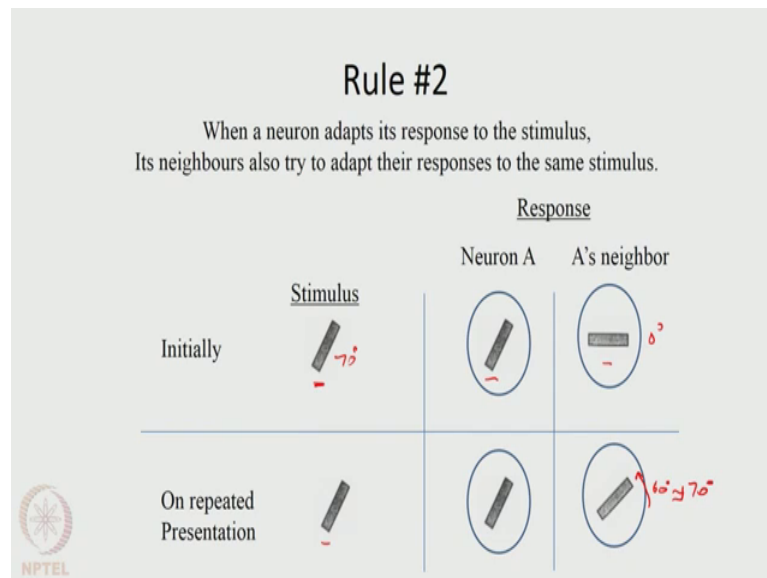 Rule #2
When a neuron adapts its response to the stimulus,
Its neighbours also try to adapt their responses to the same stimulus.
Response
Neuron A A's neighbor
Stimulus
Initially
70°
0°
On repeated
Presentation
60° 70°
NPTEL